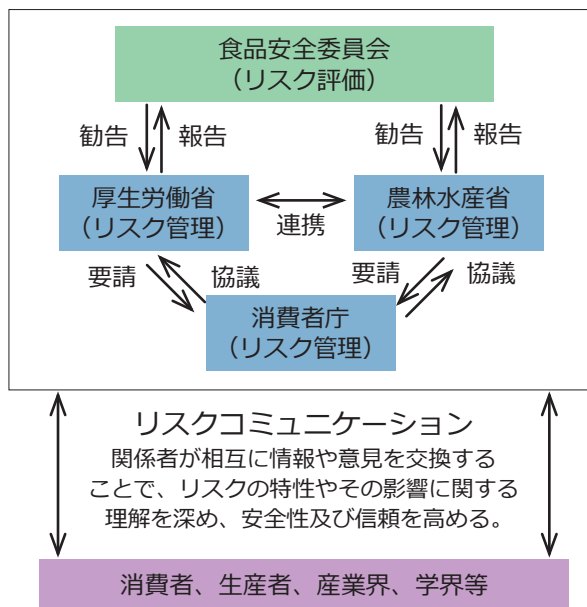 食品安全委員会
（リスク評価）
勧告
報告
勧告
報告
厚生労働省
（リスク管理）
連携
農林水産省
（リスク管理）
要請
協議
要請
協議
消費者庁
（リスク管理）
リスクコミュニケーション
関係者が相互に情報や意見を交換する
ことで、リスクの特性やその影響に関する
理解を深め、安全性及び信頼を高める。
消費者、生産者、産業界、学界等